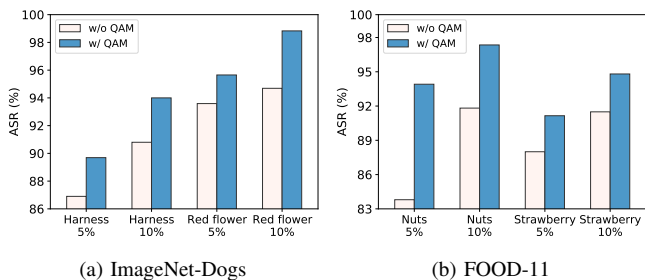 100
98
96
94
92
90
88
86
ASR (%)
w/o QAM
w/ QAM
Harness
5%
Harness
10%
Red flower
5%
Red flower
10%
(a) ImageNet-Dogs
100
98
95
92
89
86
83
ASR (%)
w/o QAM
w/ QAM
Nuts
5%
Nuts
10%
Strawberry
5%
Strawberry
10%
(b) FOOD-11